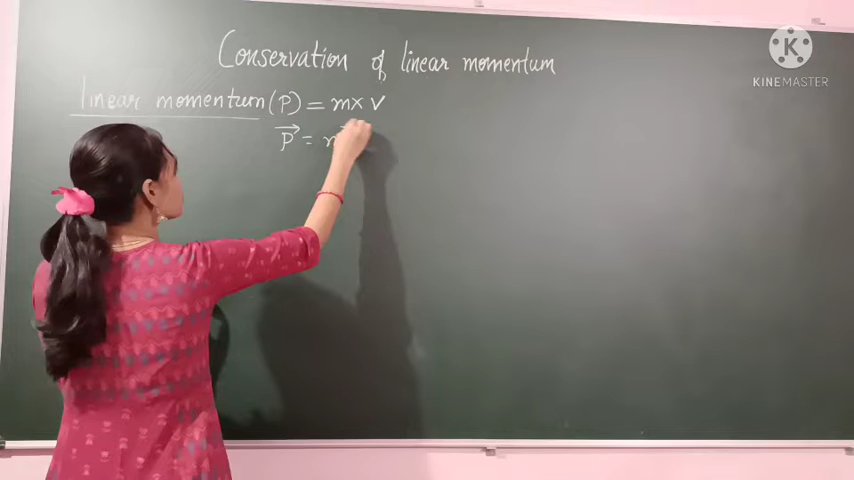 Conservation of linear momentum
K
KINEMASTER
linear momentum (P) = m x v
P⃗ =